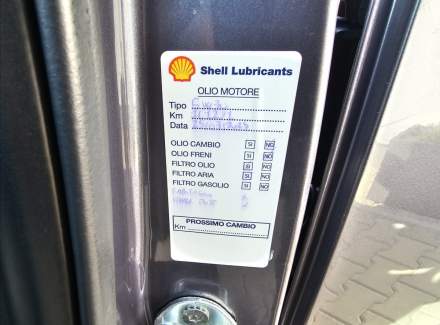 Shell Lubricants
OLIO MOTORE
Tipo
Km
Data
OLIO CAMBIO SI NO
OLIO FRENI SI NO
FILTRO OLIO SI NO
FILTRO ARIA SI NO
FILTRO GASOLIO SI NO
PROSSIMO CAMBIO
Km